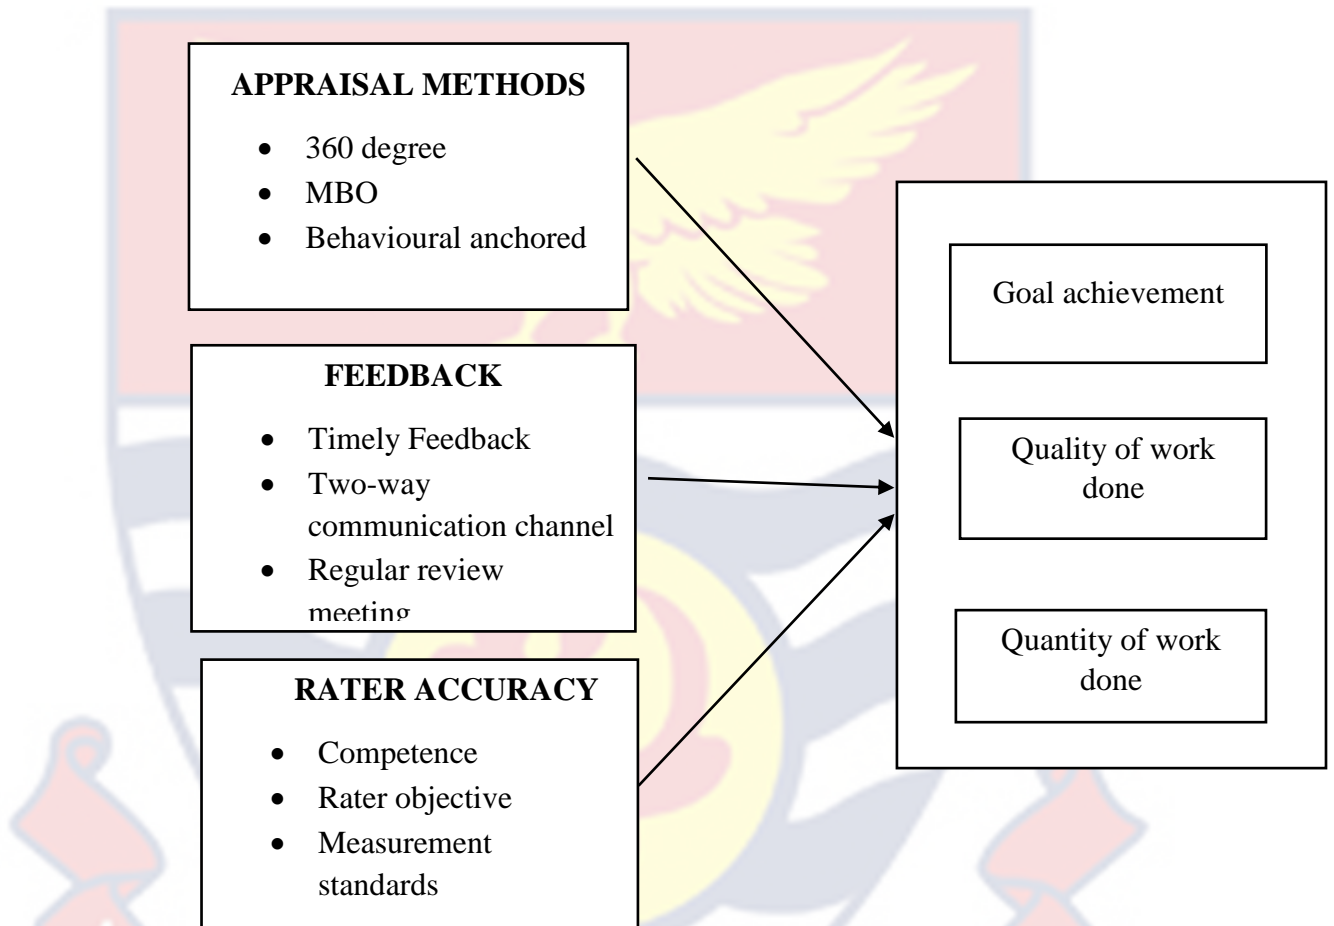 APPRAISAL METHODS
• 360 degree
• MBO
• Behavioural anchored
FEEDBACK
• Timely Feedback
• Two-way
communication channel
• Regular review
meeting
RATER ACCURACY
• Competence
• Rater objective
• Measurement
standards
Goal achievement
Quality of work
done
Quantity of work
done